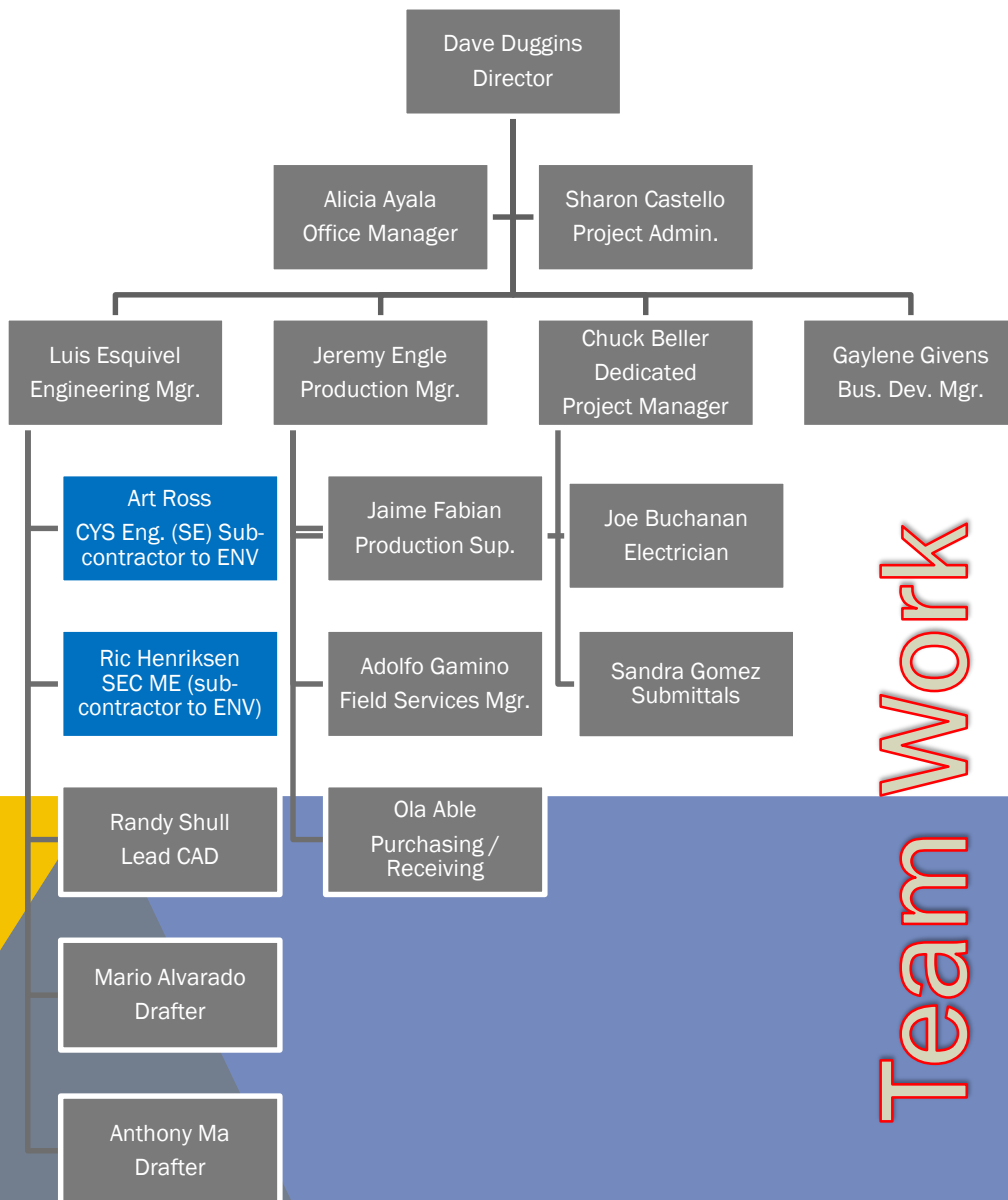 Dave Duggins
Director
Alicia Ayala
Office Manager
Sharon Castello
Project Admin.
Luis Esquivel
Engineering Mgr.
Jeremy Engle
Production Mgr.
Chuck Beller
Dedicated
Project Manager
Gaylene Givens
Bus. Dev. Mgr.
Art Ross
CYS Eng. (SE) Sub-
contractor to ENV
Jaime Fabian
Production Sup.
Joe Buchanan
Electrician
Ric Henriksen
SEC ME (sub-
contractor to ENV)
Adolfo Gamino
Field Services Mgr.
Sandra Gomez
Submittals
Randy Shull
Lead CAD
Ola Able
Purchasing /
Receiving
Mario Alvarado
Drafter
Anthony Ma
Drafter
Team Work